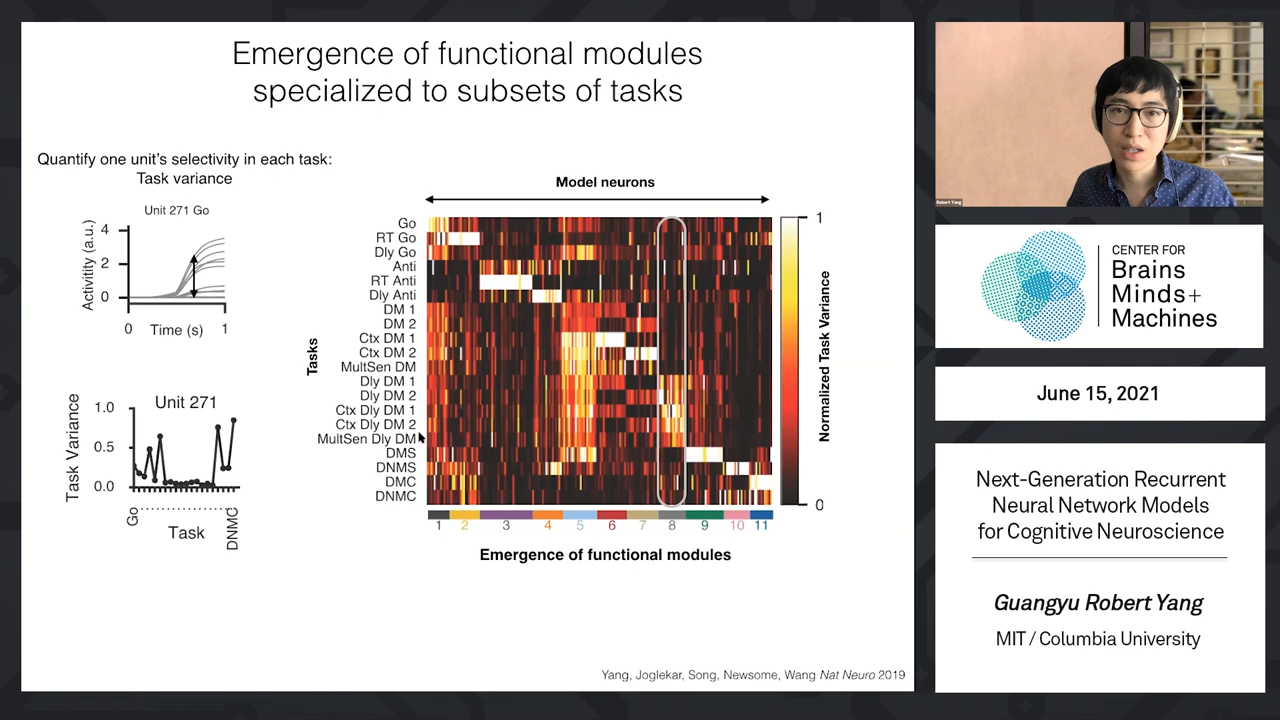 Emergence of functional modules
specialized to subsets of tasks
Quantify one unit's selectivity in each task:
Task variance
Unit 271 Go
Activitity (a.u.)
4
2
0
0
Time (s)
1
Unit 271
Task Variance
1.0
0.5
0.0
Go
Task
DNMC
Model neurons
Tasks
Go
RT Go
Dly Go
Anti
RT Anti
Dly Anti
DM 1
DM 2
Ctx DM 1
Ctx DM 2
MultSen DM
Dly DM 1
Dly DM 2
Ctx Dly DM 1
Ctx Dly DM 2
MultSen Dly DM
DMS
DNMS
DMC
DNMC
1 2 3 4 5 6 7 8 9 10 11
Emergence of functional modules
1
0
Normalized Task Variance
Yang, Joglekar, Song, Newsome, Wang Nat Neuro 2019
Robert Yang
CENTER FOR
Brains
Minds+
Machines
June 15, 2021
Next-Generation Recurrent
Neural Network Models
for Cognitive Neuroscience
Guangyu Robert Yang
MIT / Columbia University